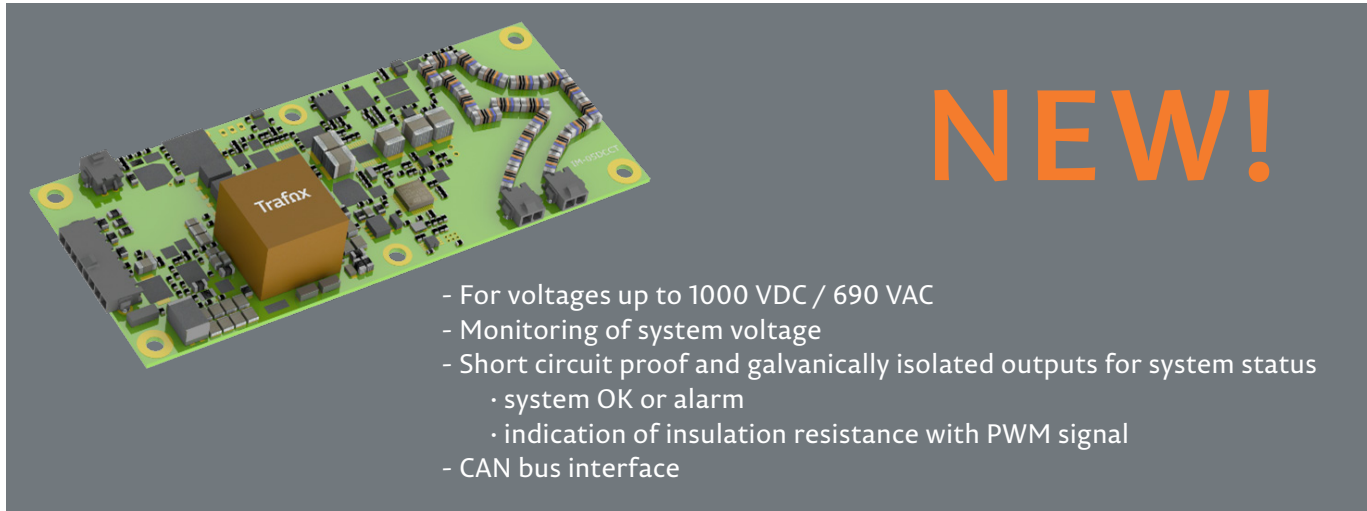 NEW!
Trafnx
IM-05DCCT
- For voltages up to 1000 VDC / 690 VAC
- Monitoring of system voltage
- Short circuit proof and galvanically isolated outputs for system status
· system OK or alarm
· indication of insulation resistance with PWM signal
- CAN bus interface